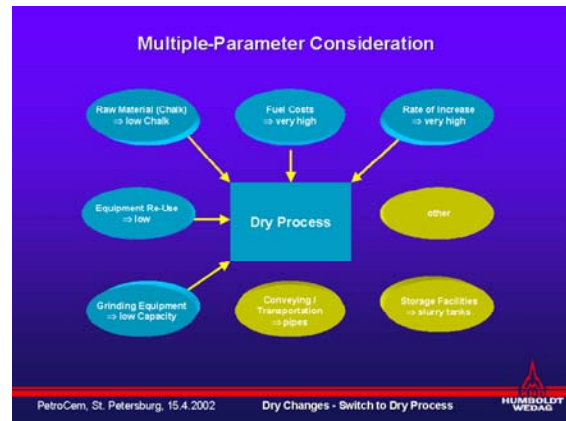 Multiple-Parameter Consideration
Raw Material (Chalk)
⇒ low Chalk
Fuel Costs
⇒ very high
Rate of Increase
⇒ very high
Equipment Re-Use
⇒ low
Dry Process
other
Grinding Equipment
⇒ low Capacity
Conveying /
Transportation
⇒ pipes
Storage Facilities
⇒ slurry tanks
PetroCem, St. Petersburg, 15.4.2002
Dry Changes - Switch to Dry Process
KHD
HUMBOLDT
WEDAG